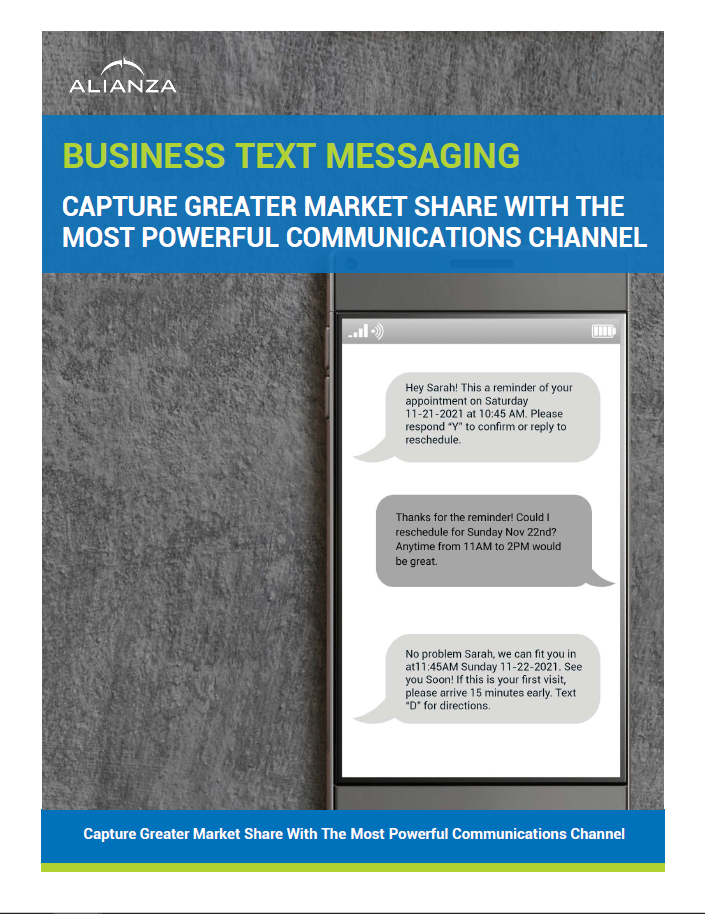 ALIANZA
BUSINESS TEXT MESSAGING
CAPTURE GREATER MARKET SHARE WITH THE
MOST POWERFUL COMMUNICATIONS CHANNEL
Hey Sarah! This a reminder of your
appointment on Saturday
11-21-2021 at 10:45 AM. Please
respond “Y” to confirm or reply to
reschedule.
Thanks for the reminder! Could I
reschedule for Sunday Nov 22nd?
Anytime from 11AM to 2PM would
be great.
No problem Sarah, we can fit you in
at11:45AM Sunday 11-22-2021. See
you Soon! If this is your first visit,
please arrive 15 minutes early. Text
“D” for directions.
Capture Greater Market Share With The Most Powerful Communications Channel